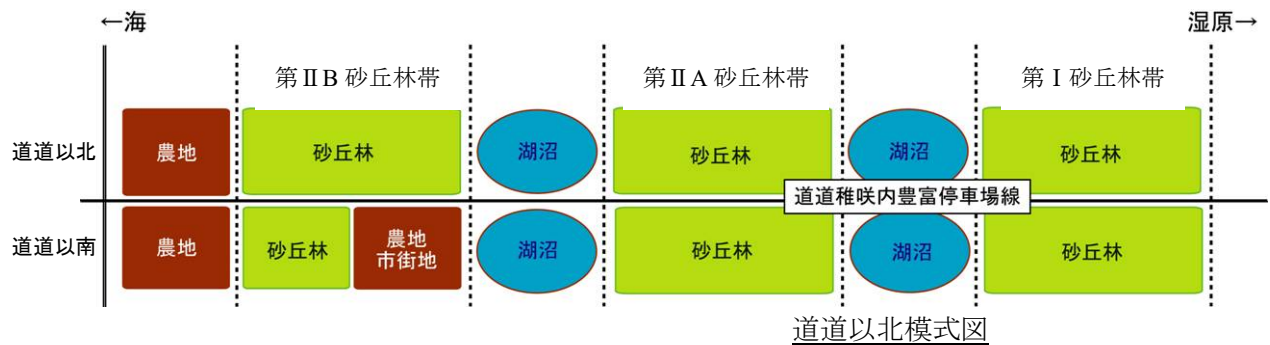 ←海
湿原→
第ⅡB 砂丘林帯
第ⅡA 砂丘林帯
第Ⅰ砂丘林帯
道道以北
農地
砂丘林
湖沼
砂丘林
湖沼
砂丘林
道道稚咲内豊富停車場線
道道以南
農地
砂丘林
農地
市街地
湖沼
砂丘林
湖沼
砂丘林
道道以北模式図